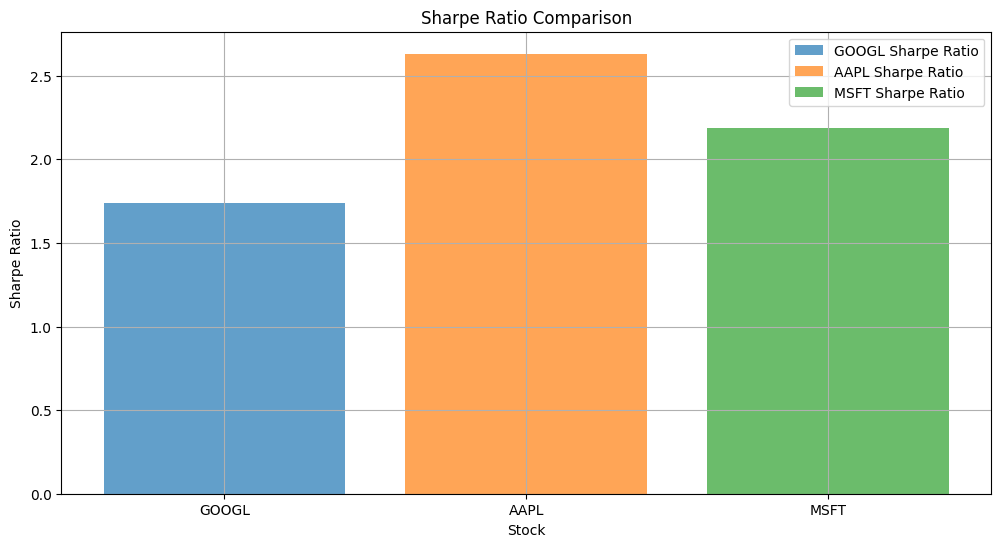 Sharpe Ratio Comparison
GOOGL Sharpe Ratio
AAPL Sharpe Ratio
MSFT Sharpe Ratio
Sharpe Ratio
2.5
2.0
1.5
1.0
0.5
0.0
GOOGL
AAPL
MSFT
Stock